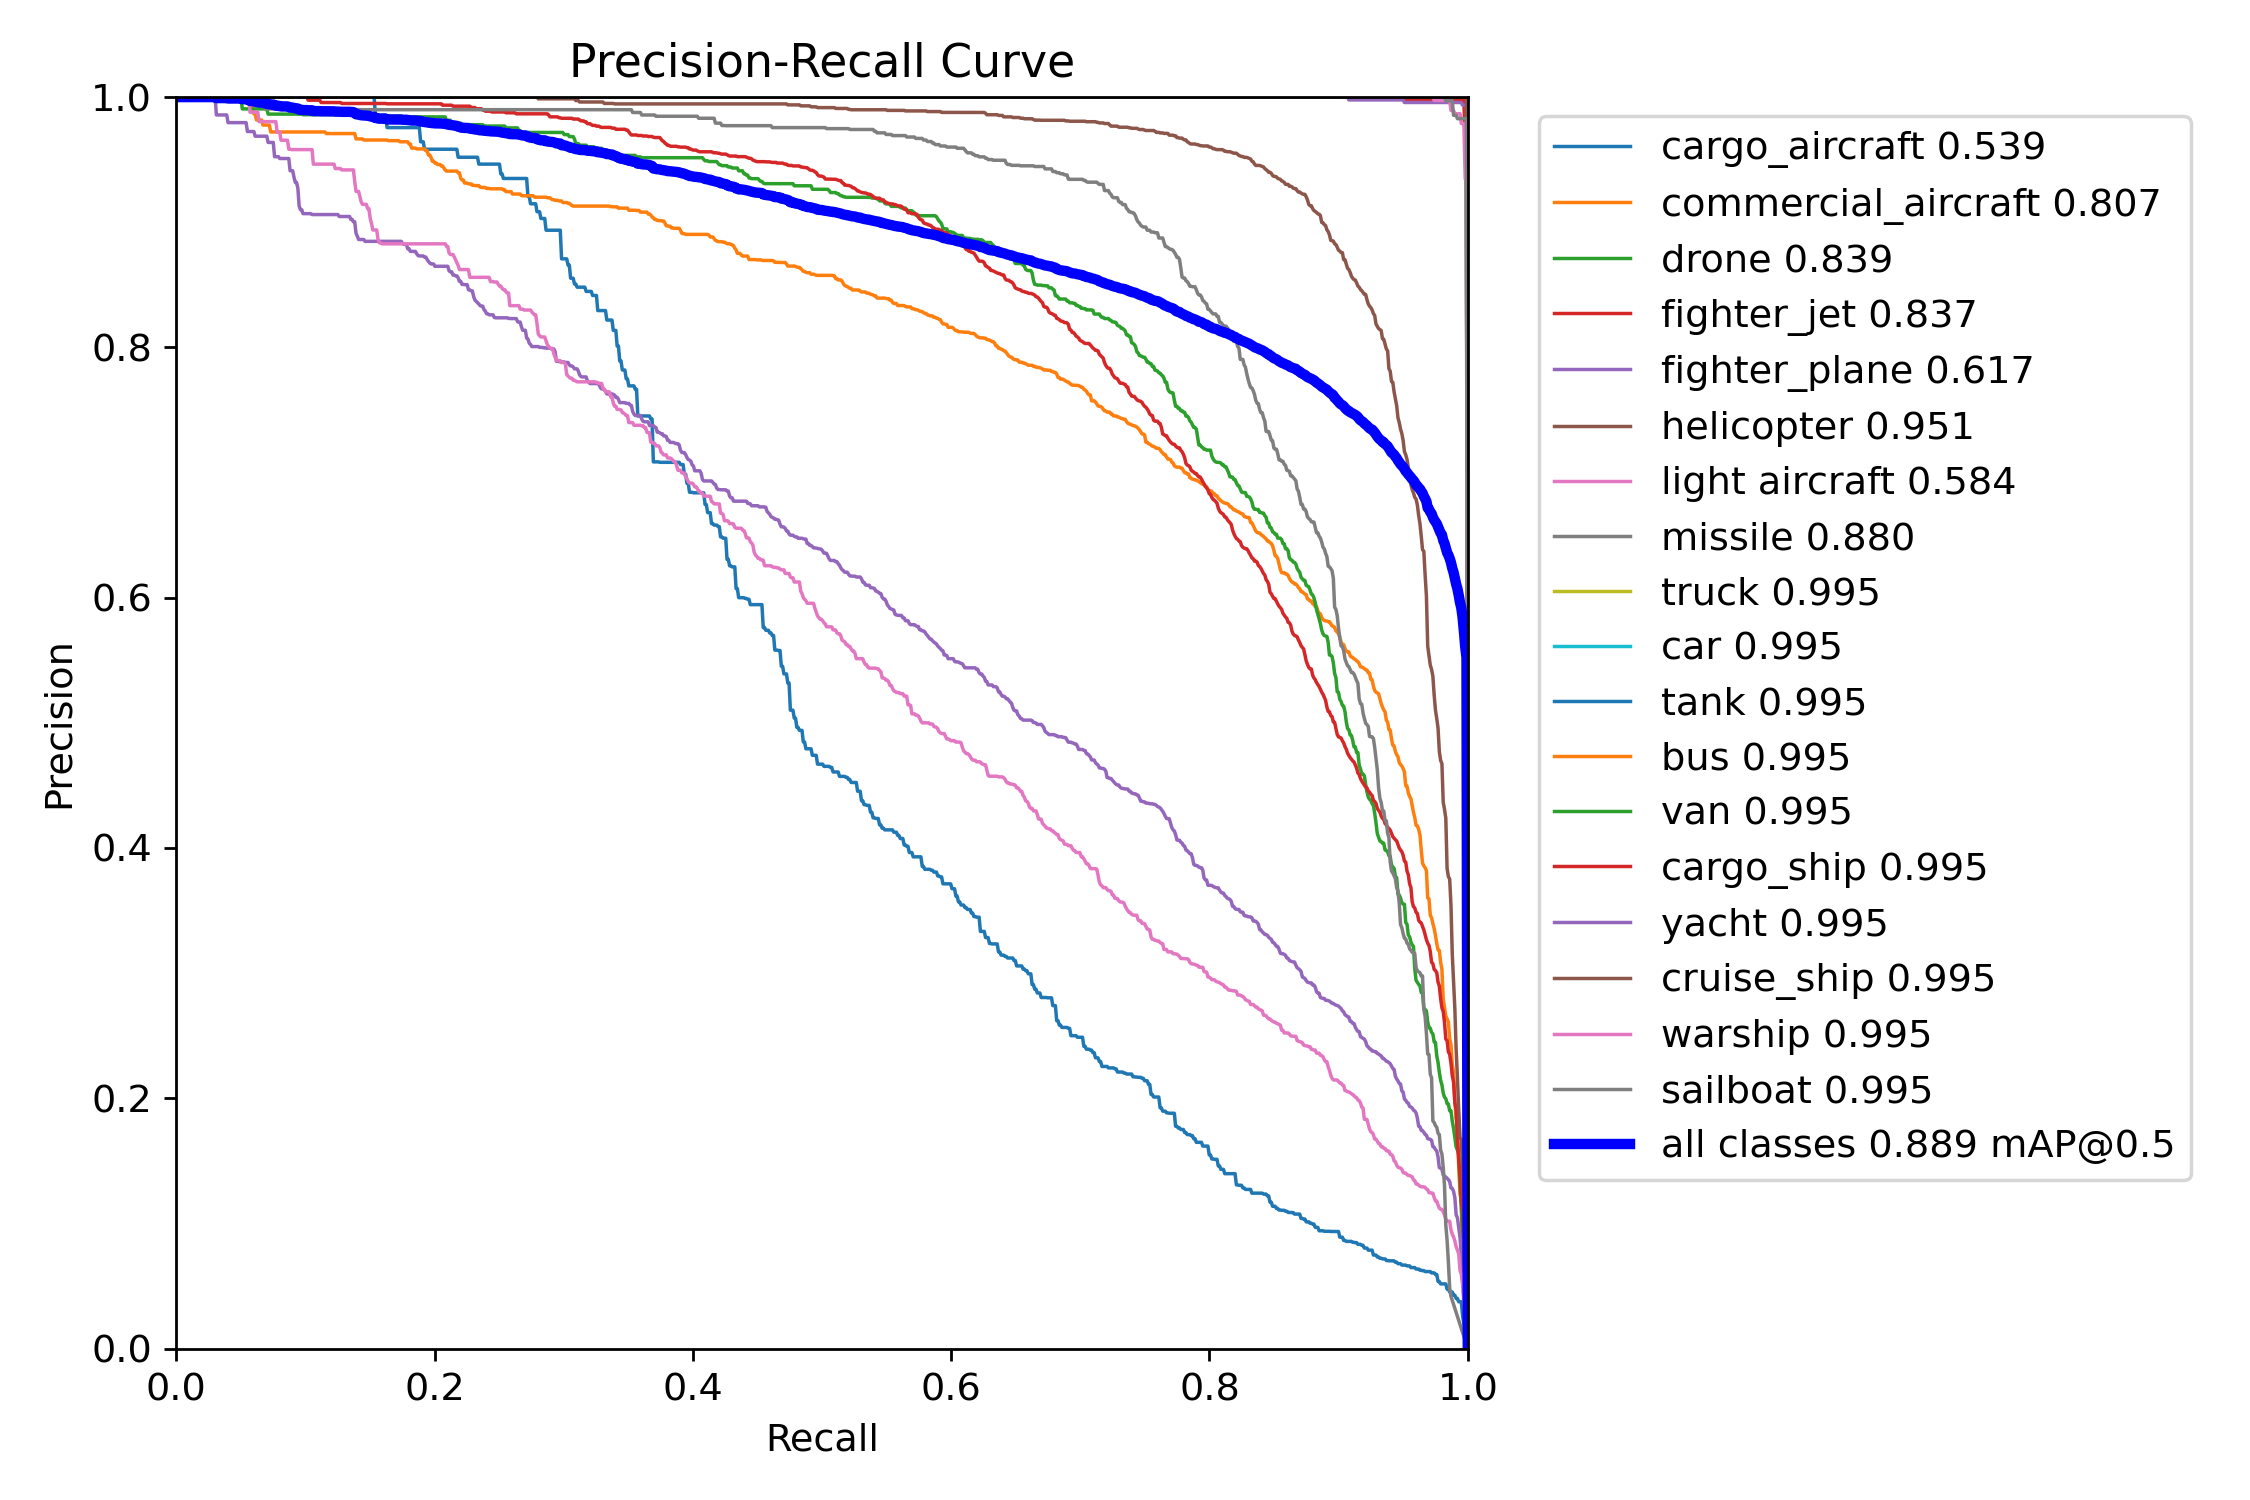 Precision-Recall Curve
1.0
0.8
0.6
0.4
0.2
0.0
Precision
0.0 0.2 0.4 0.6 0.8 1.0
Recall
cargo_aircraft 0.539
commercial_aircraft 0.807
drone 0.839
fighter_jet 0.837
fighter_plane 0.617
helicopter 0.951
light aircraft 0.584
missile 0.880
truck 0.995
car 0.995
tank 0.995
bus 0.995
van 0.995
cargo_ship 0.995
yacht 0.995
cruise_ship 0.995
warship 0.995
sailboat 0.995
all classes 0.889 mAP@0.5